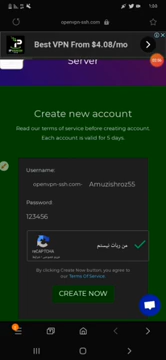 1:00
openvpn-ssh.com
Best VPN From $4.08/mo
Server
Create new account
Read our terms of service before creating account.
Each account is valid for 5 days.
Username:
openvpn-ssh.com-
Amuzishroz55
Password
123456
من ربات نیستم
reCAPTCHA
By clicking Create Now button, you agree to
our Terms Of Service
CREATE NOW